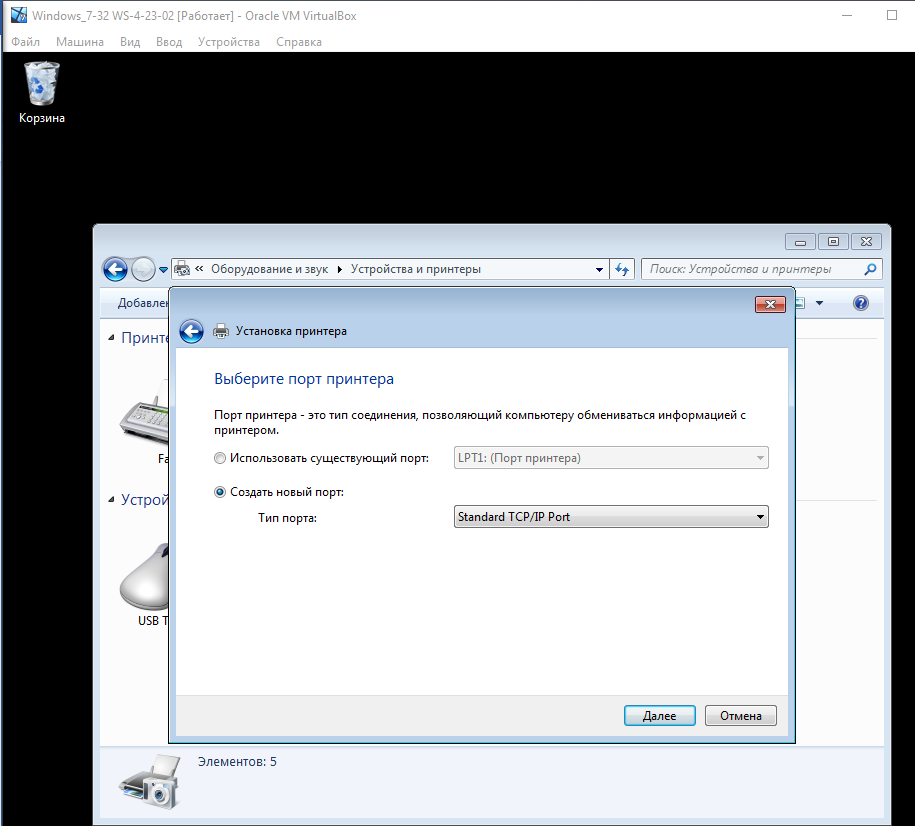 Windows_7-32 WS-4-23-02 [Работает] - Oracle VM VirtualBox
Файл Машина Вид Ввод Устройства Справка
Корзина
« Оборудование и звук Устройства и принтеры
Поиск: Устройства и принтеры
Добавлен
Установка принтера
Принте
Выберите порт принтера
Порт принтера - это тип соединения, позволяющий компьютеру обмениваться информацией с
принтером.
Использовать существующий порт: LPT1: (Порт принтера)
Fa
Создать новый порт:
Устрой
Тип порта: Standard TCP/IP Port
USB T
Далее Отмена
Элементов: 5